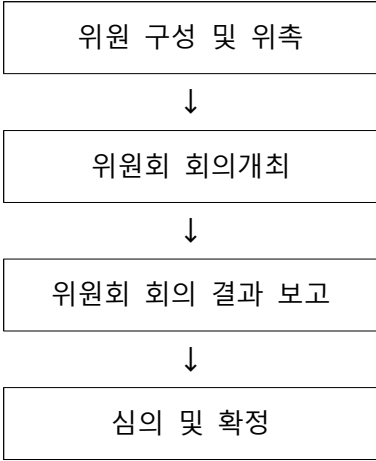 위원 구성 및 위촉
↓
위원회 회의개최
↓
위원회 회의 결과 보고
↓
심의 및 확정